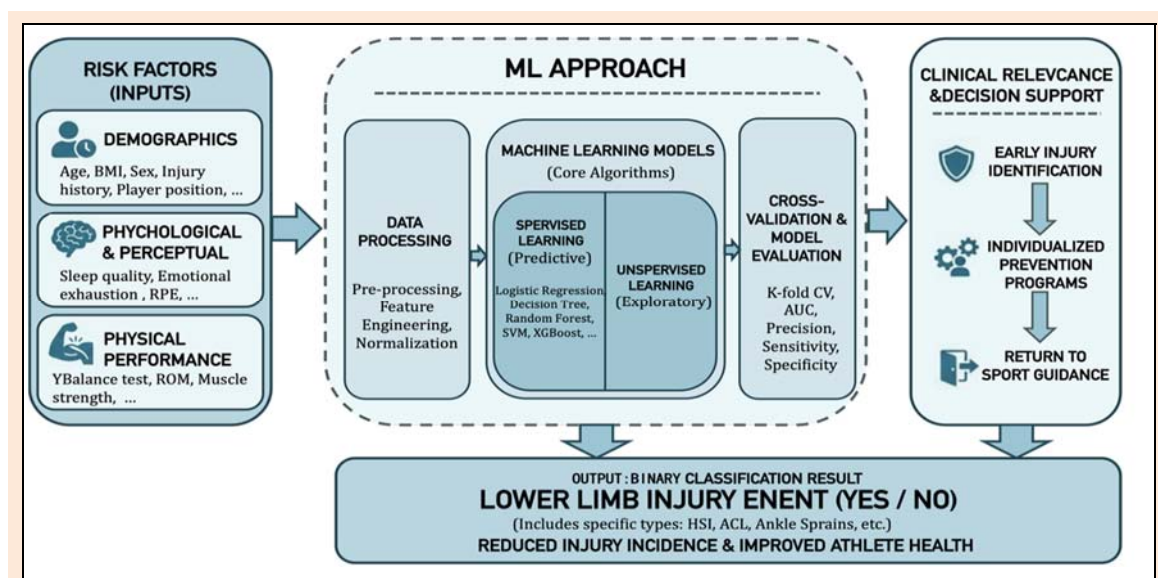 RISK FACTORS
(INPUTS)
DEMOGRAPHICS
Age, BMI, Sex, Injury
history, Player position, ...
PHYCHOLOGICAL
& PERCEPTUAL
Sleep quality, Emotional
exhaustion , RPE, ...
PHYSICAL
PERFORMANCE
YBalance test, ROM, Muscle
strength, ...
ML APPROACH
DATA
PROCESSING
Pre-processing,
Feature
Engineering,
Normalization
MACHINE LEARNING MODELS
(Core Algorithms)
SPERVISED
LEARNING
(Predictive)
Logistic Regression,
Decision Tree,
Random Forest,
SVM, XGBoost, ...
UNSPERVISED
LEARNING
(Exploratory)
CROSS-
VALIDATION &
MODEL
EVALUATION
K-fold CV,
AUC,
Precision,
Sensitivity,
Specificity
CLINICAL RELEVCANCE
&DECISION SUPPORT
EARLY INJURY
IDENTIFICATION
INDIVIDUALIZED
PREVENTION
PROGRAMS
RETURN TO
SPORT GUIDANCE
OUTPUT : BINARY CLASSIFICATION RESULT
LOWER LIMB INJURY ENENT (YES / NO)
(Includes specific types: HSI, ACL, Ankle Sprains, etc.)
REDUCED INJURY INCIDENCE & IMPROVED ATHLETE HEALTH